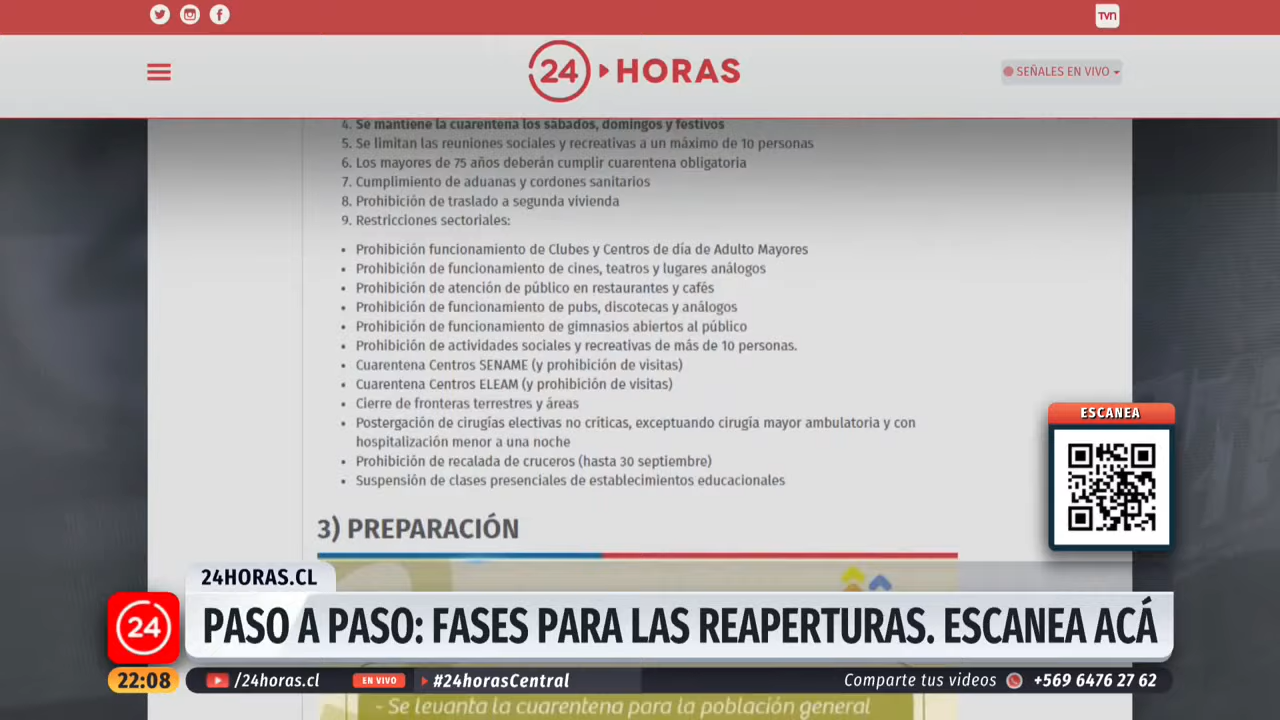 TVN
24 HORAS
SEÑALES EN VIVO
4. Se mantiene la cuarentena los sábados, domingos y festivos
5. Se limitan las reuniones sociales y recreativas a un máximo de 10 personas
6. Los mayores de 75 años deberán cumplir cuarentena obligatoria
7. Cumplimiento de aduanas y cordones sanitarios
8. Prohibición de traslado a segunda vivienda
9. Restricciones sectoriales:
• Prohibición funcionamiento de Clubes y Centros de día de Adulto Mayores
• Prohibición de funcionamiento de cines, teatros y lugares análogos
• Prohibición de atención de público en restaurantes y cafés
• Prohibición de funcionamiento de pubs, discotecas y análogos
• Prohibición de funcionamiento de gimnasios abiertos al público
• Prohibición de actividades sociales y recreativas de más de 10 personas.
• Cuarentena Centros SENAME (y prohibición de visitas)
• Cuarentena Centros ELEAM (y prohibición de visitas)
• Cierre de fronteras terrestres y áreas
• Postergación de cirugías electivas no críticas, exceptuando cirugía mayor ambulatoria y con
hospitalización menor a una noche
• Prohibición de recalada de cruceros (hasta 30 septiembre)
• Suspensión de clases presenciales de establecimientos educacionales
ESCANEA
3) PREPARACIÓN
24HORAS.CL
24
PASO A PASO: FASES PARA LAS REAPERTURAS. ESCANEA ACÁ
22:08
/24horas.cl
EN VIVO
#24horasCentral
Comparte tus videos
+569 6476 27 62
- Se levanta la cuarentena para la población general